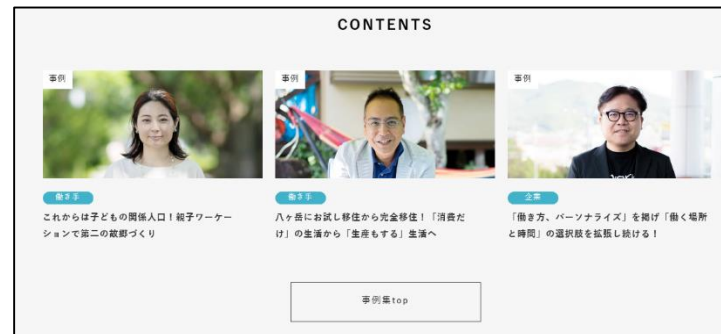 CONTENTS
事例
事例
事例
働き手
働き手
企業
これからは子どもの関係人口！親子ワーケー
ションで第二の故郷づくり
八ヶ岳にお試し移住から完全移住！「消費だ
け」の生活から「生産もする」生活へ
「働き方、パーソナライズ」を掲げ「働く場所
と時間」の選択肢を拡張し続ける！
事例集top